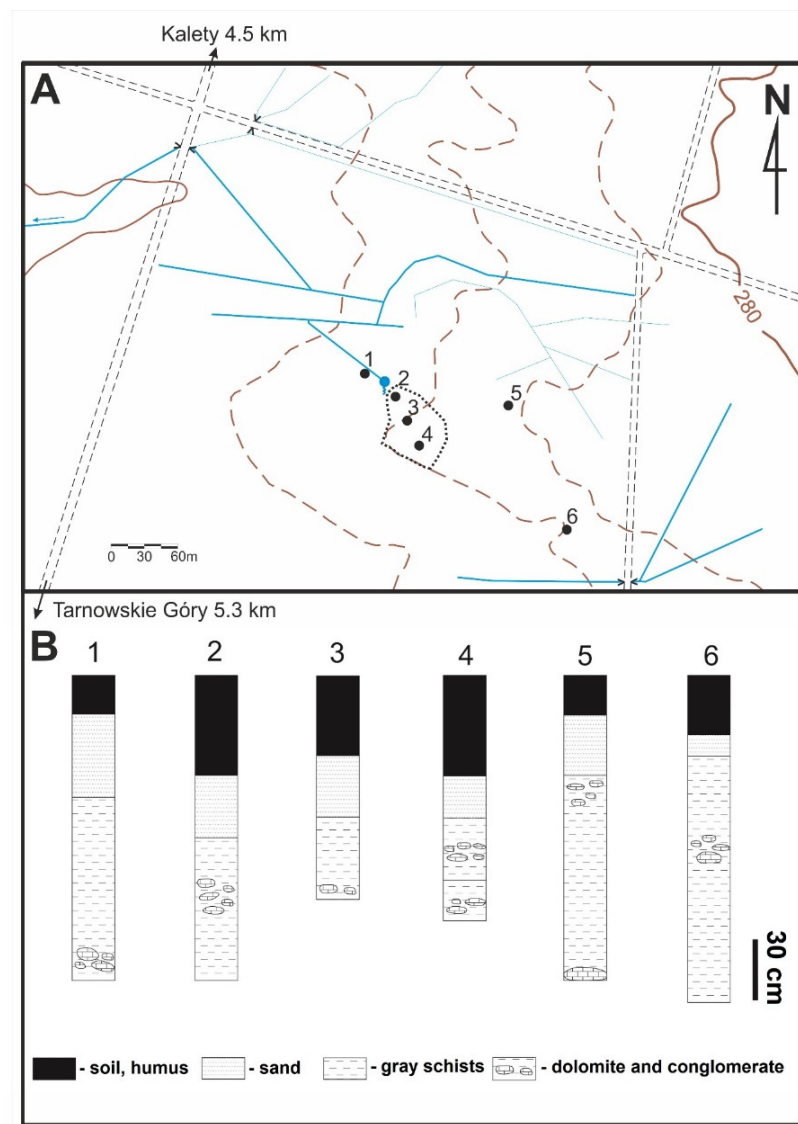 Kalety 4.5 km
A
N
280
1
2
3
4
5
6
0 30 60m
Tarnowskie Góry 5.3 km
B
1 2 3 4 5 6
30 cm
- soil, humus - sand - gray schists - dolomite and conglomerate